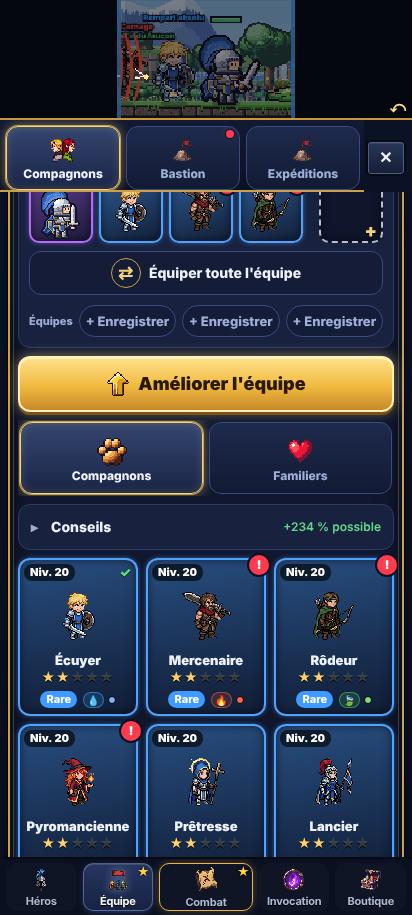 Rempart absolu
Compagnons
Bastion
Expéditions
Équiper toute l'équipe
Équipes
+ Enregistrer
+ Enregistrer
+ Enregistrer
Améliorer l'équipe
Compagnons
Familiers
Conseils
+234 % possible
Niv. 20
Niv. 20
Niv. 20
Écuyer
Mercenaire
Rôdeur
Rare
Rare
Rare
Niv. 20
Niv. 20
Niv. 20
Pyromancienne
Prêtresse
Lancier
Héros
Équipe
Combat
Invocation
Boutique